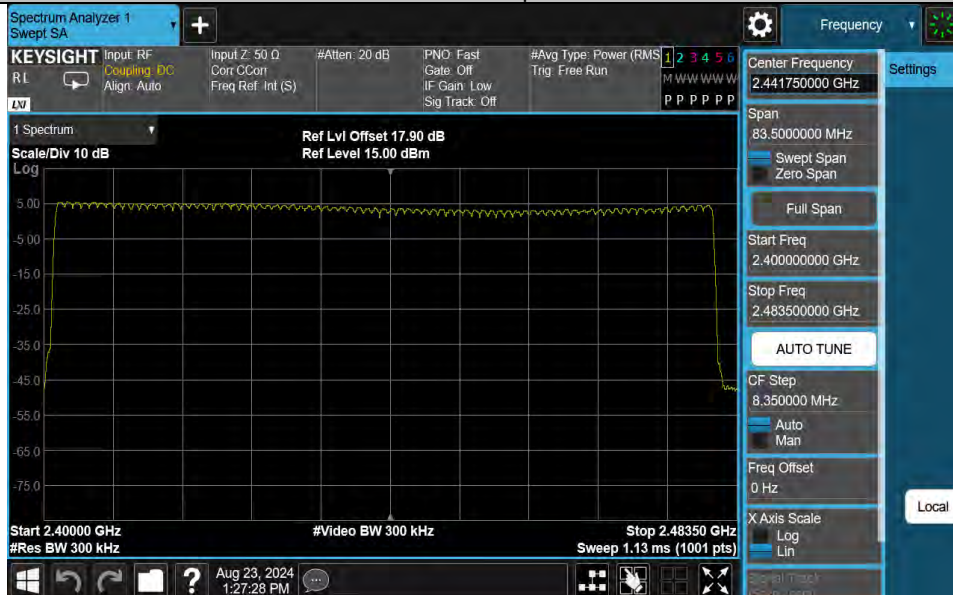 Spectrum Analyzer 1
Swept SA
+
Frequency
KEYSIGHT
RL
LXI
Input: RF
Coupling: DC
Align: Auto
Input Z: 50 Ω
Corr CCorr
Freq Ref: Int (S)
#Atten: 20 dB
PNO: Fast
Gate: Off
IF Gain: Low
Sig Track: Off
#Avg Type: Power (RMS
Trig: Free Run
1 2 3 4 5 6
M W W W W W
P P P P P P
1 Spectrum
Scale/Div 10 dB
Ref Lvl Offset 17.90 dB
Ref Level 15.00 dBm
Log
5.00
-5.00
-15.0
-25.0
-35.0
-45.0
-55.0
-65.0
-75.0
Start 2.40000 GHz
#Res BW 300 kHz
#Video BW 300 kHz
Stop 2.48350 GHz
Sweep 1.13 ms (1001 pts)
Center Frequency
2.441750000 GHz
Settings
Span
83.5000000 MHz
Swept Span
Zero Span
Full Span
Start Freq
2.400000000 GHz
Stop Freq
2.483500000 GHz
AUTO TUNE
CF Step
8.350000 MHz
Auto
Man
Freq Offset
0 Hz
X Axis Scale
Log
Lin
Signal Track
Local
?
Aug 23, 2024
1:27:28 PM